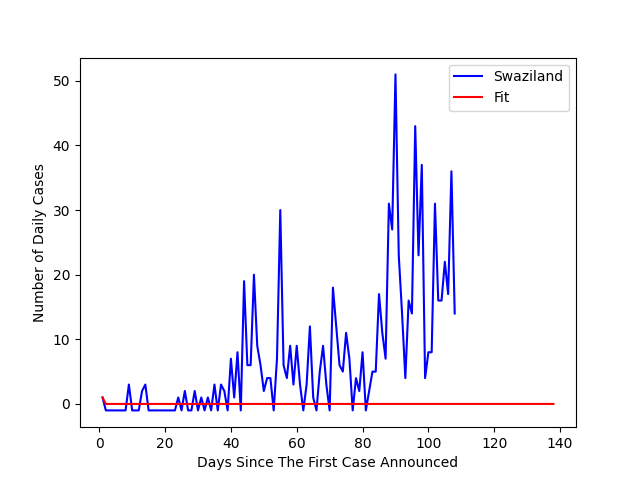 Swaziland
Fit
50
40
30
20
10
0
Number of Daily Cases
0 20 40 60 80 100 120 140
Days Since The First Case Announced